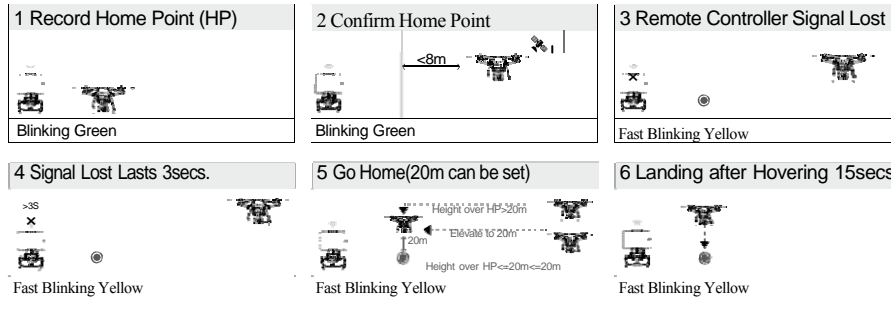 1 Record Home Point (HP)
Blinking Green
2 Confirm Home Point
<8m
Blinking Green
3 Remote Controller Signal Lost
×
Fast Blinking Yellow
4 Signal Lost Lasts 3secs.
>3S
×
Fast Blinking Yellow
5 Go Home(20m can be set)
Height over HP>20m
Elevate to 20m
20m
Height over HP<=20m<=20m
Fast Blinking Yellow
6 Landing after Hovering 15secs
Fast Blinking Yellow